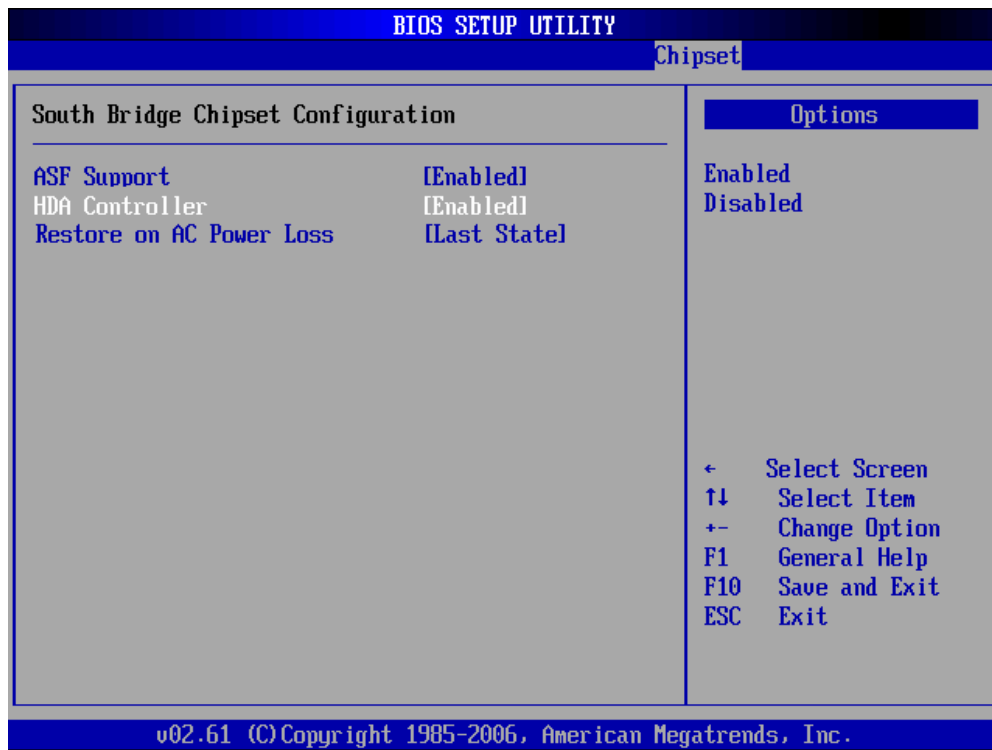 BIOS SETUP UTILITY
Chipset
South Bridge Chipset Configuration
ASF Support [Enabled]
HDA Controller [Enabled]
Restore on AC Power Loss [Last State]
Options
Enabled
Disabled
← Select Screen
↑↓ Select Item
+- Change Option
F1 General Help
F10 Save and Exit
ESC Exit
v02.61 (C)Copyright 1985-2006, American Megatrends, Inc.